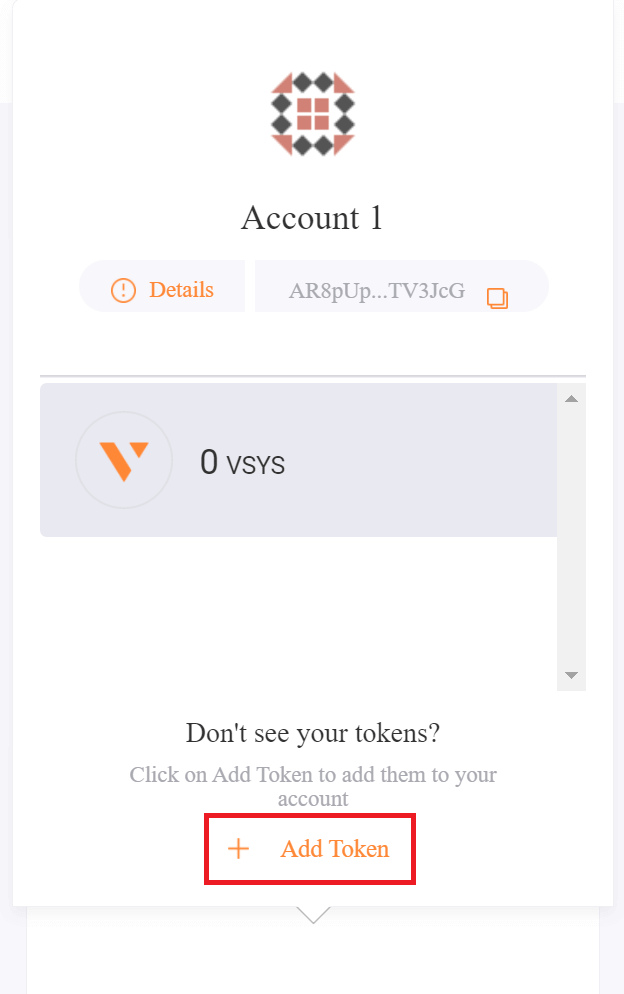 Account 1
Details
AR8pUp...TV3JcG
0 VSYS
Don't see your tokens?
Click on Add Token to add them to your
account
Add Token